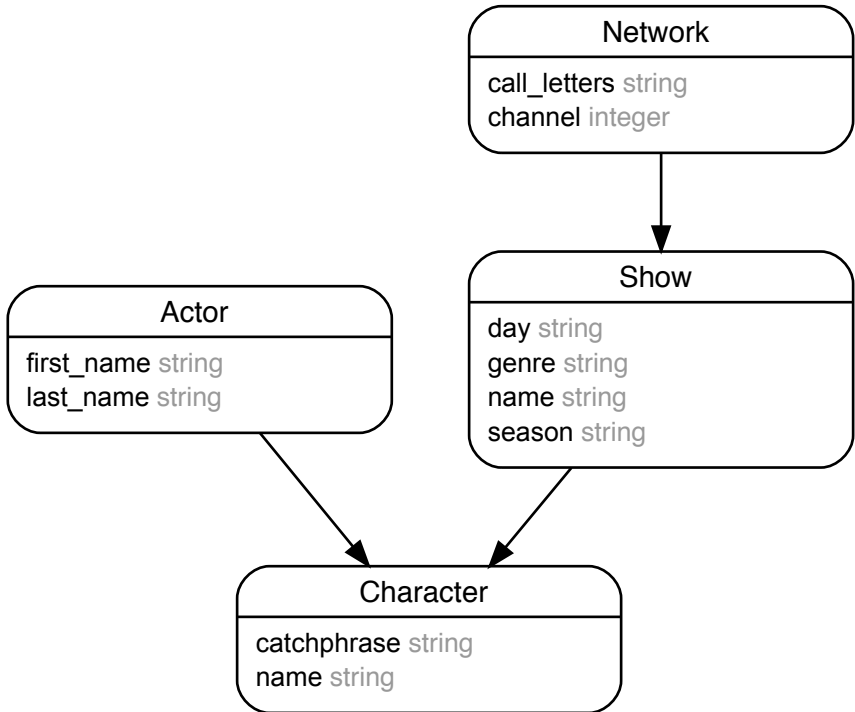 Network
call_letters string
channel integer
Show
day string
genre string
name string
season string
Actor
first_name string
last_name string
Character
catchphrase string
name string